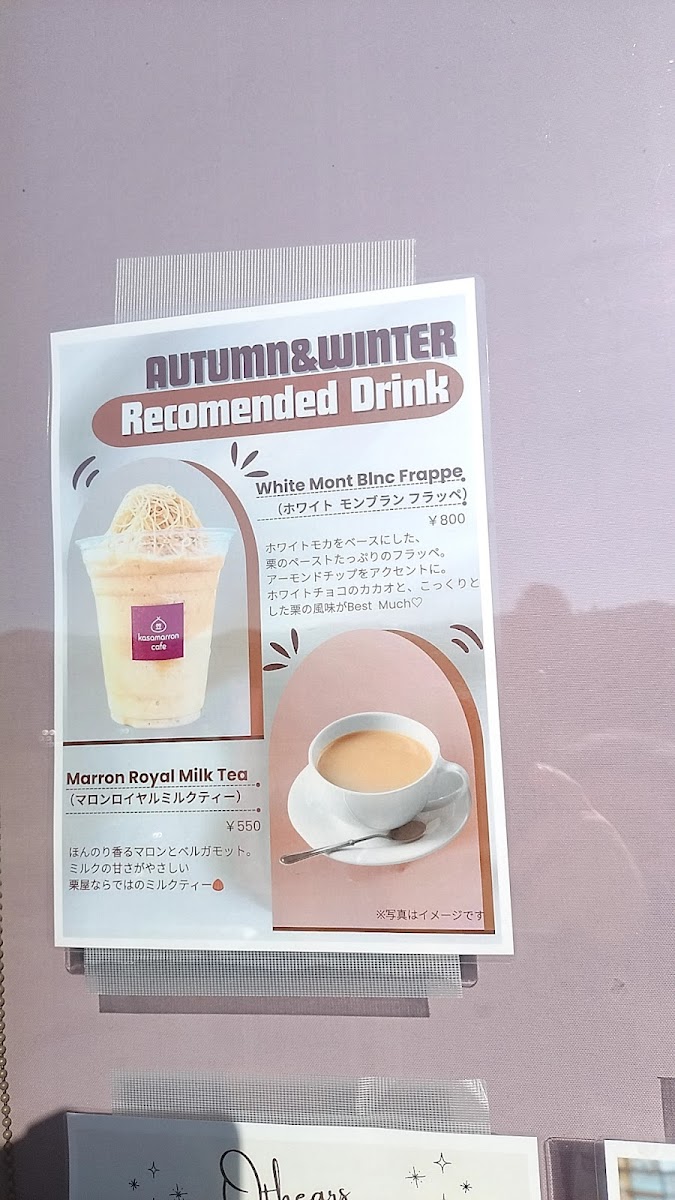 AUTUMN&WINTER
Recomended Drink
White Mont Blnc Frappe
（ホワイト モンブラン フラッペ）
￥800
ホワイトモカをベースにした、
栗のペーストたっぷりのフラッペ。
アーモンドチップをアクセントに。
ホワイトチョコのカカオと、こっくりと
した栗の風味がBest Much♡
kasamarron
cafe
Marron Royal Milk Tea
（マロンロイヤルミルクティー）
￥550
ほんのり香るマロンとベルガモット。
ミルクの甘さがやさしい
栗屋ならではのミルクティー🌰
※写真はイメージです
Othears